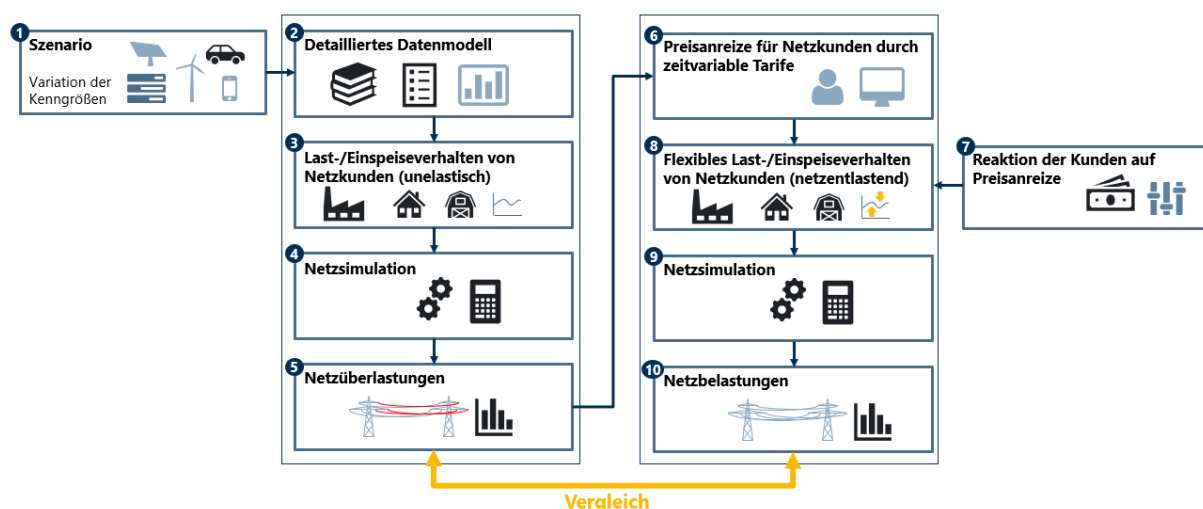 1
Szenario
Variation der
Kenngrößen
2
Detailliertes Datenmodell
3
Last-/Einspeiseverhalten von
Netzkunden (unelastisch)
4
Netzsimulation
5
Netzüberlastungen
6
Preisanreize für Netzkunden durch
zeitvariable Tarife
7
Reaktion der Kunden auf
Preisanreize
8
Flexibles Last-/Einspeiseverhalten
von Netzkunden (netzentlastend)
9
Netzsimulation
10
Netzbelastungen
Vergleich